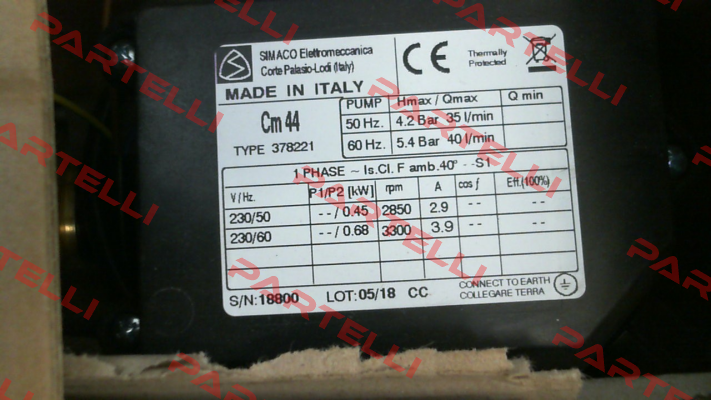 SIMACO Elettromeccanica
Corte Palasio-Lodi (Italy)
MADE IN ITALY
CE
Thermally
Protected
Cm 44
TYPE 378221
PUMP Hmax / Qmax Q min
50 Hz. 4.2 Bar 35 l/min
60 Hz. 5.4 Bar 40 l/min
1 PHASE ~ Is.Cl. F amb.40° - -S1
V/Hz. P1/P2 [kW] rpm A cos ƒ Eff.(100%)
230/50 - - / 0.45 2850 2.9 - - - -
230/60 - - / 0.68 3300 3.9 - - - -
S/N:18800 LOT:05/18 CC
CONNECT TO EARTH
COLLEGARE TERRA
PARTELLI
PARTELLI
PARTELLI
PARTELLI
PARTELLI
PARTELLI
PARTELLI
PARTELLI
PARTELLI